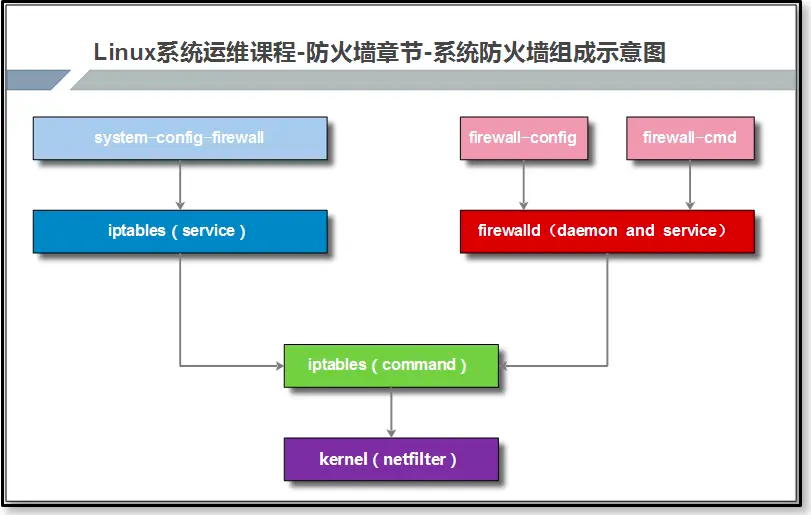 Linux系统运维课程-防火墙章节-系统防火墙组成示意图
system-config-firewall
firewall-config
firewall-cmd
iptables（service）
firewalld（daemon and service）
iptables（command）
kernel（netfilter）